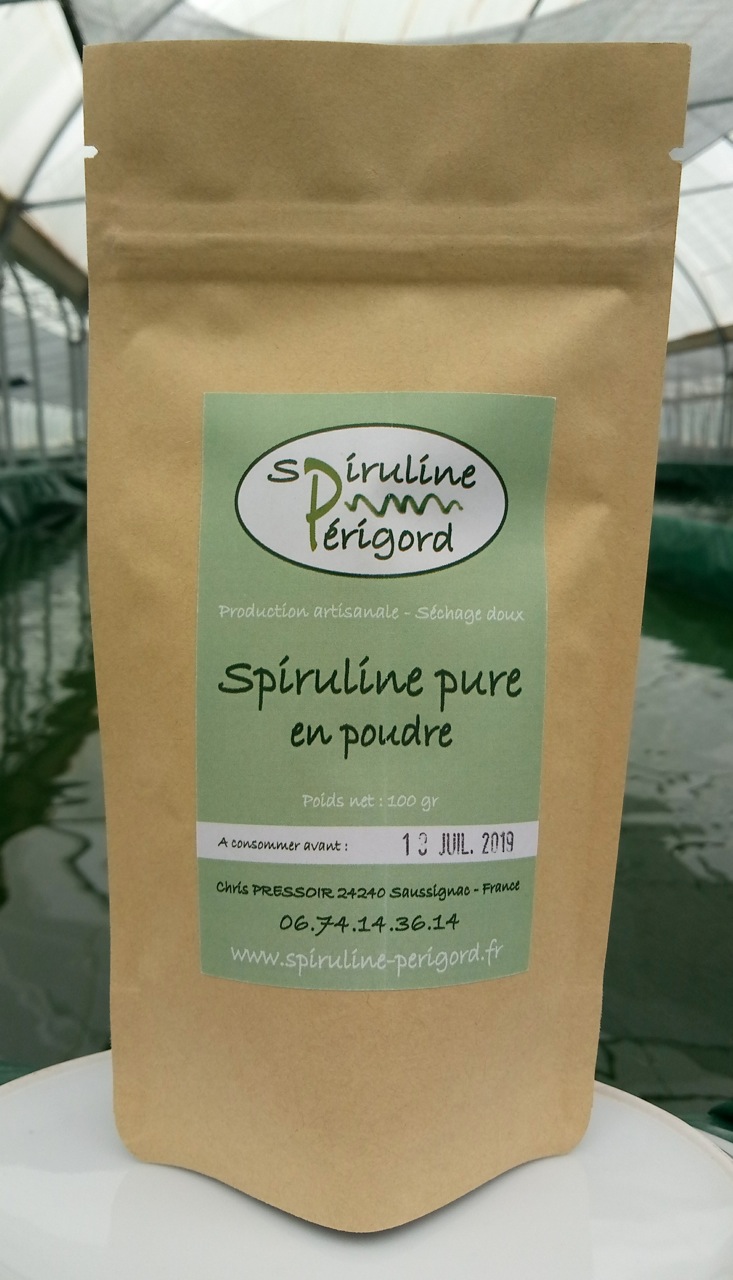 Spiruline
Périgord
Production artisanale - Séchage doux
Spiruline pure
en poudre
Poids net : 100 gr
A consommer avant : JUIL. 2019
Chris PRESSOIR 24240 Saussignac - France
06.74.14.36.14
www.spiruline-perigord.fr